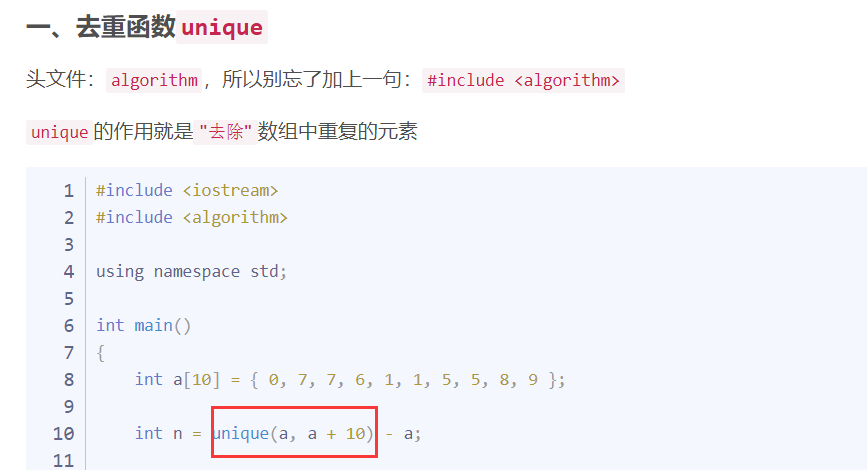 一、去重函数unique
头文件：algorithm，所以别忘了加上一句：#include <algorithm>
unique的作用就是"去除"数组中重复的元素
1 #include <iostream>
2 #include <algorithm>
3
4 using namespace std;
5
6 int main()
7 {
8 int a[10] = { 0, 7, 7, 6, 1, 1, 5, 5, 8, 9 };
9
10 int n = unique(a, a + 10) - a;
11